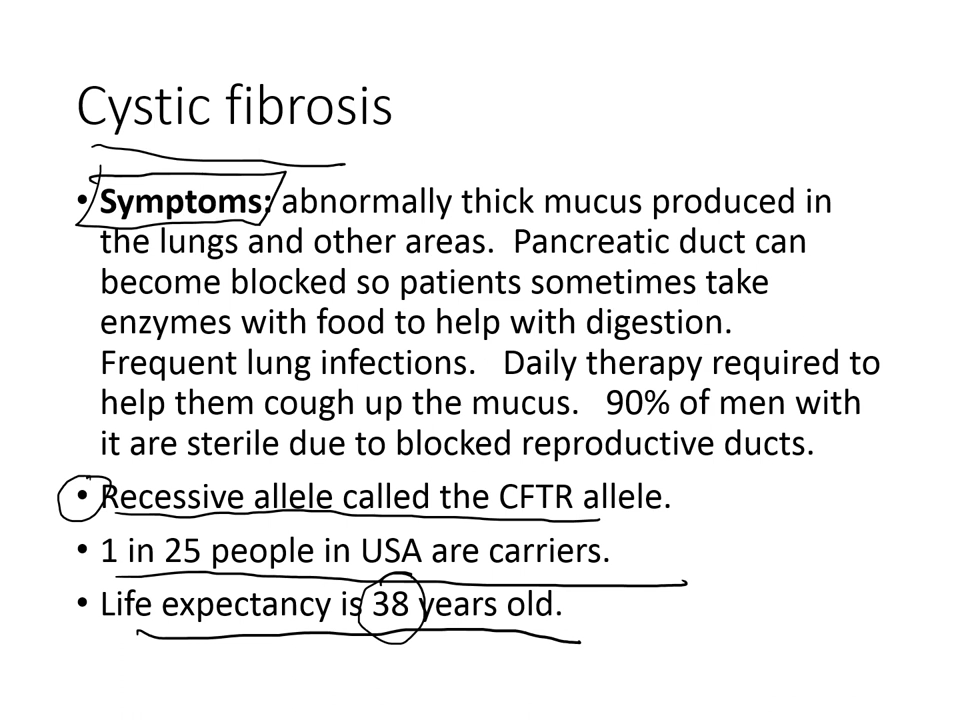 Cystic fibrosis
• Symptoms: abnormally thick mucus produced in
the lungs and other areas. Pancreatic duct can
become blocked so patients sometimes take
enzymes with food to help with digestion.
Frequent lung infections. Daily therapy required to
help them cough up the mucus. 90% of men with
it are sterile due to blocked reproductive ducts.
• Recessive allele called the CFTR allele.
• 1 in 25 people in USA are carriers.
• Life expectancy is 38 years old.